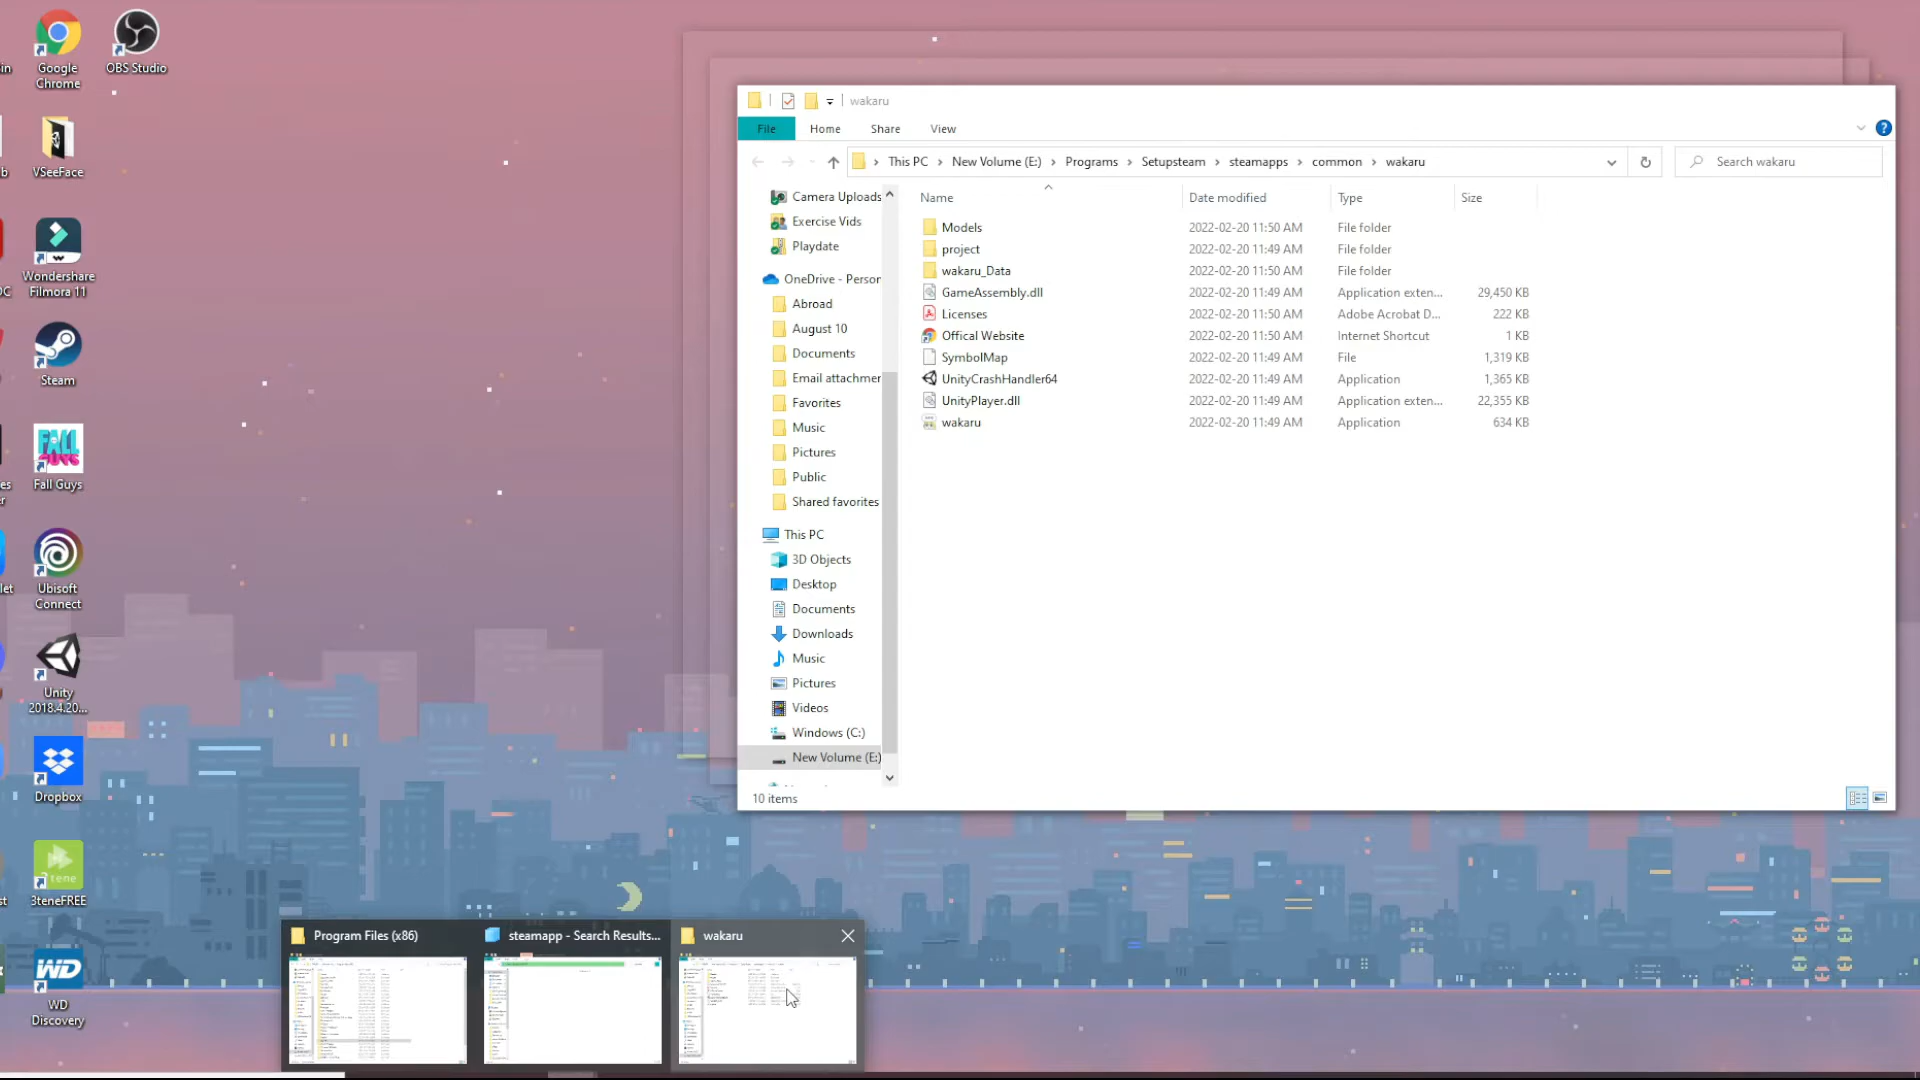 Google
Chrome
OBS Studio
VSeeFace
Wondershare
Filmora 11
Steam
FALL
GUYS
Fall Guys
Ubisoft
Connect
Unity
2018.4.20...
Dropbox
3tene
3teneFREE
WD
WD
Discovery
wakaru
File Home Share View
This PC > New Volume (E:) > Programs > Setupsteam > steamapps > common > wakaru
Search wakaru
Camera Uploads
Exercise Vids
Playdate
OneDrive - Person
Abroad
August 10
Documents
Email attachmen
Favorites
Music
Pictures
Public
Shared favorites
This PC
3D Objects
Desktop
Documents
Downloads
Music
Pictures
Videos
Windows (C:)
New Volume (E:)
Name Date modified Type Size
Models 2022-02-20 11:50 AM File folder
project 2022-02-20 11:49 AM File folder
wakaru_Data 2022-02-20 11:50 AM File folder
GameAssembly.dll 2022-02-20 11:49 AM Application exten... 29,450 KB
Licenses 2022-02-20 11:50 AM Adobe Acrobat D... 222 KB
Offical Website 2022-02-20 11:50 AM Internet Shortcut 1 KB
SymbolMap 2022-02-20 11:49 AM File 1,319 KB
UnityCrashHandler64 2022-02-20 11:49 AM Application 1,365 KB
UnityPlayer.dll 2022-02-20 11:49 AM Application exten... 22,355 KB
wakaru 2022-02-20 11:49 AM Application 634 KB
10 items
Program Files (x86)
steamapp - Search Results...
wakaru